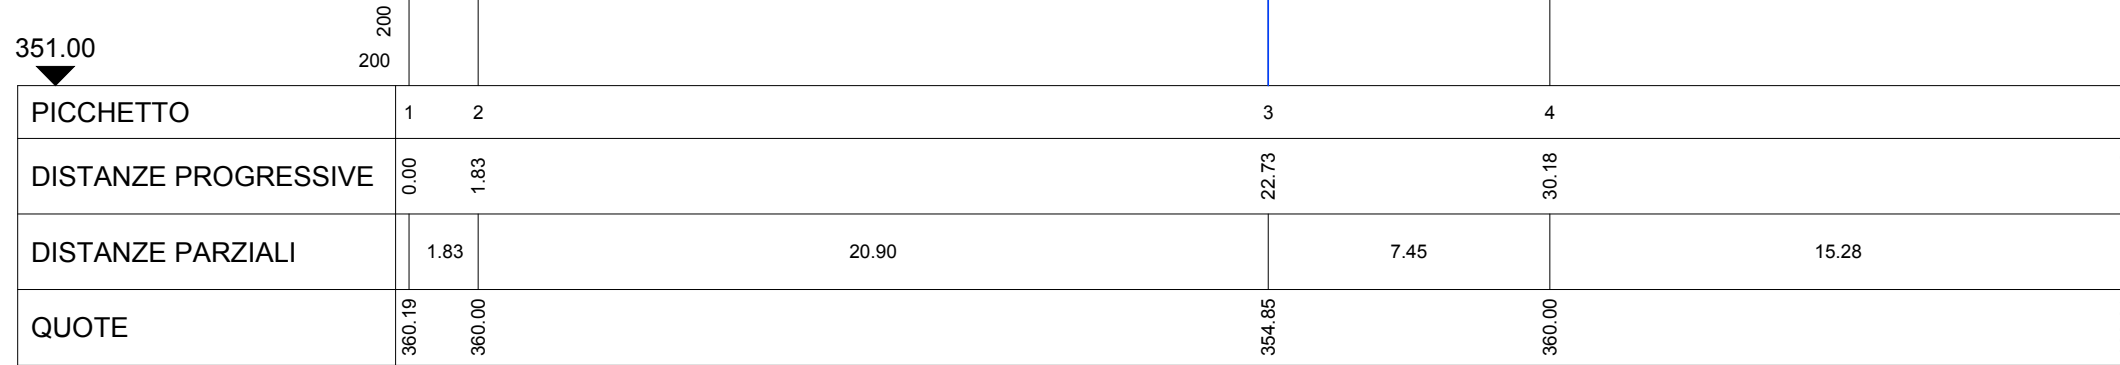 200
351.00
200
PICCHETTO 1 2 3 4
DISTANZE PROGRESSIVE 0.00 1.83 22.73 30.18
DISTANZE PARZIALI 1.83 20.90 7.45 15.28
QUOTE 360.19 360.00 354.85 360.00